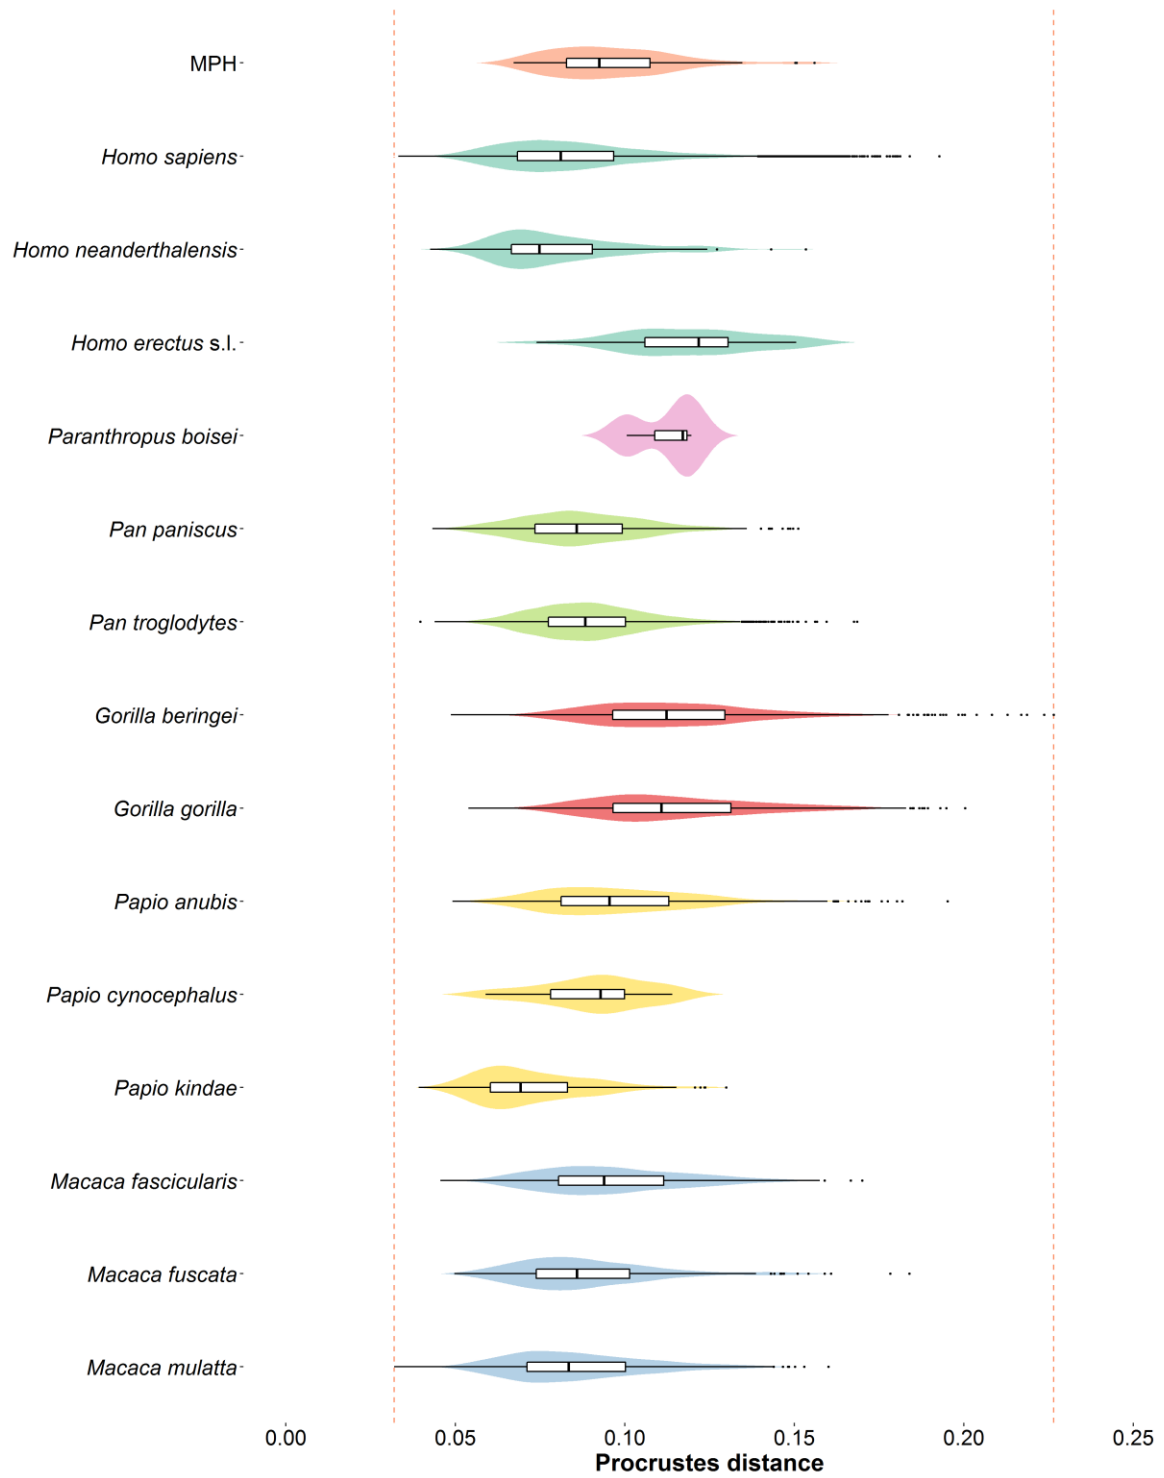 MPH
Homo sapiens
Homo neanderthalensis
Homo erectus s.l.
Paranthropus boisei
Pan paniscus
Pan troglodytes
Gorilla beringei
Gorilla gorilla
Papio anubis
Papio cynocephalus
Papio kindae
Macaca fascicularis
Macaca fuscata
Macaca mulatta
0.00 0.05 0.10 0.15 0.20 0.25
Procrustes distance